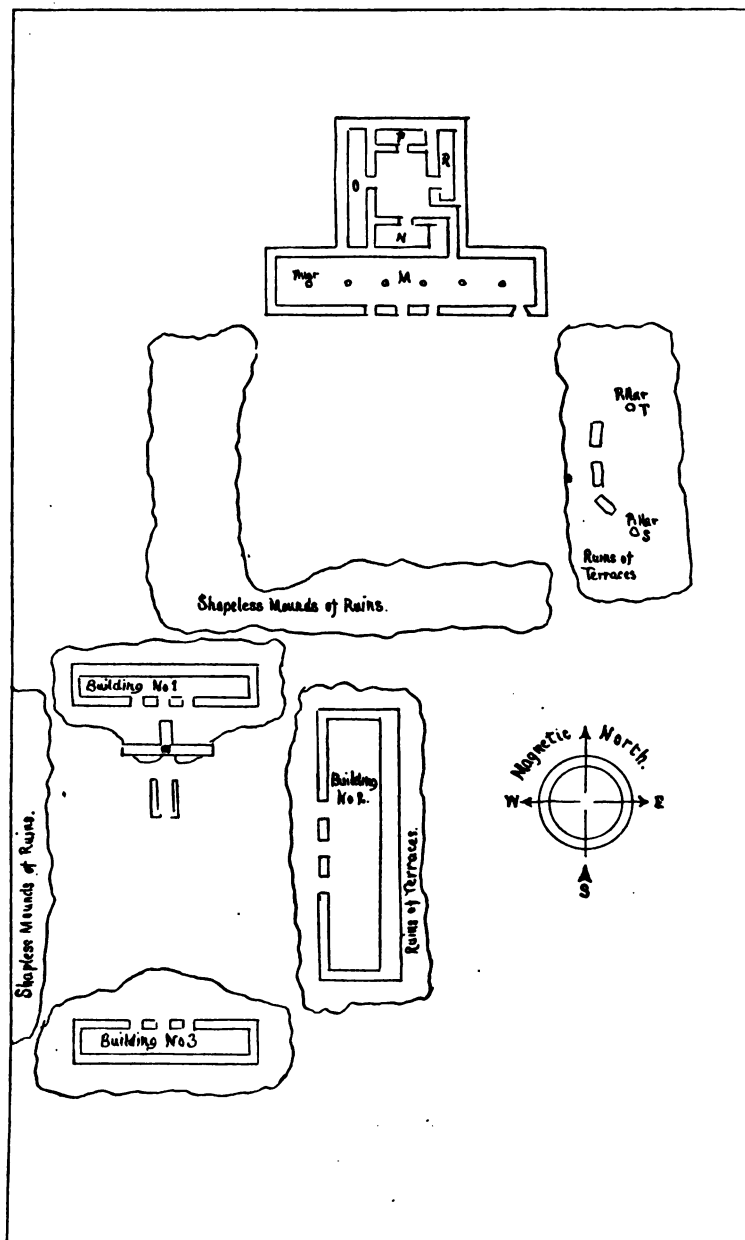 P
R
O
N
Pillar
M
Pillar
T
Pillar
S
Ruins of
Terraces
Shapeless Mounds of Ruins.
Building No 1
Building
No 2.
Ruins of Terraces.
Magnetic North.
W
E
S
Shapless Mounds of Ruins.
Building No 3